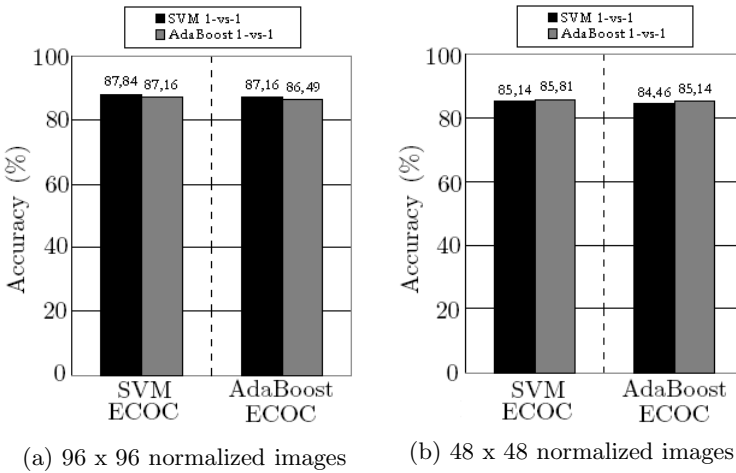 SVM 1-vs-1
AdaBoost 1-vs-1
100
80
60
40
20
0
Accuracy (%)
87,84 87,16
87,16 86,49
SVM
ECOC
AdaBoost
ECOC
(a) 96 x 96 normalized images
SVM 1-vs-1
AdaBoost 1-vs-1
100
80
60
40
20
0
Accuracy (%)
85,14 85,81
84,46 85,14
SVM
ECOC
AdaBoost
ECOC
(b) 48 x 48 normalized images